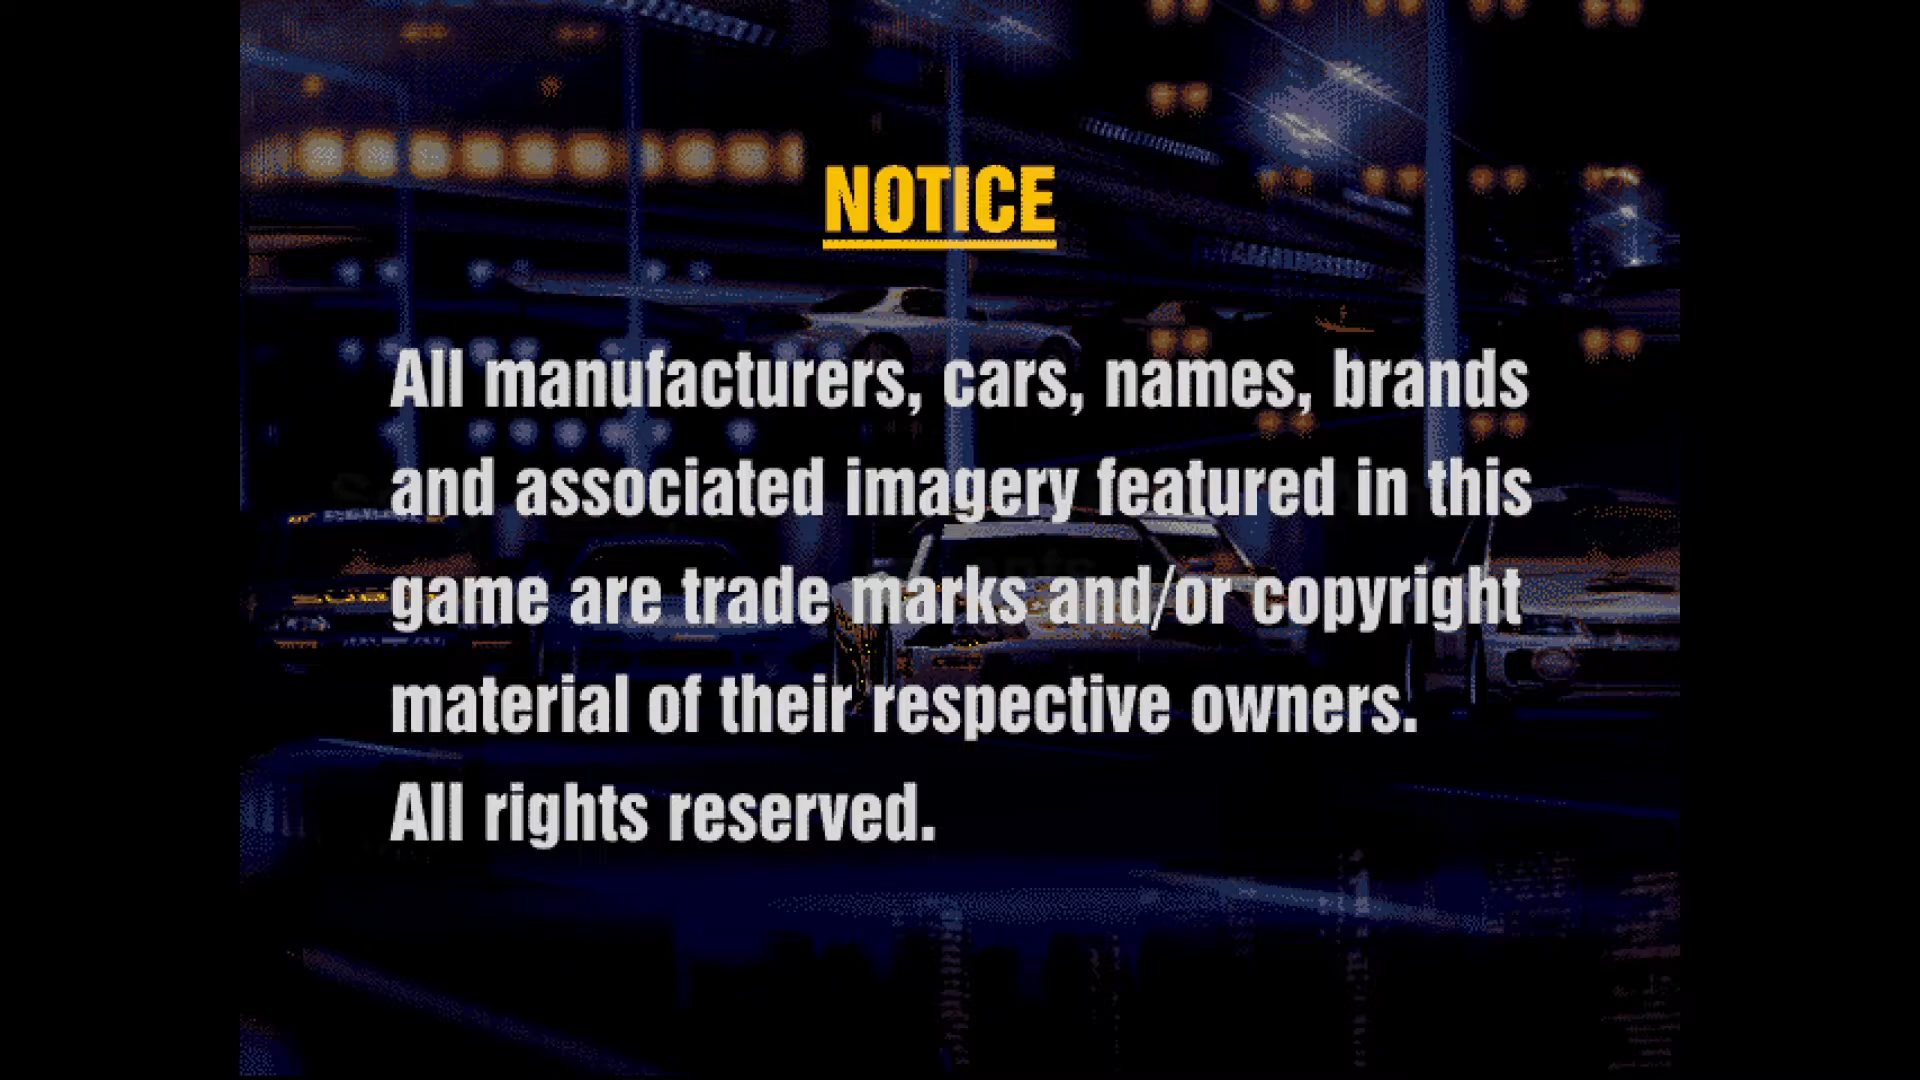 NOTICE
All manufacturers, cars, names, brands
and associated imagery featured in this
game are trade marks and/or copyright
material of their respective owners.
All rights reserved.